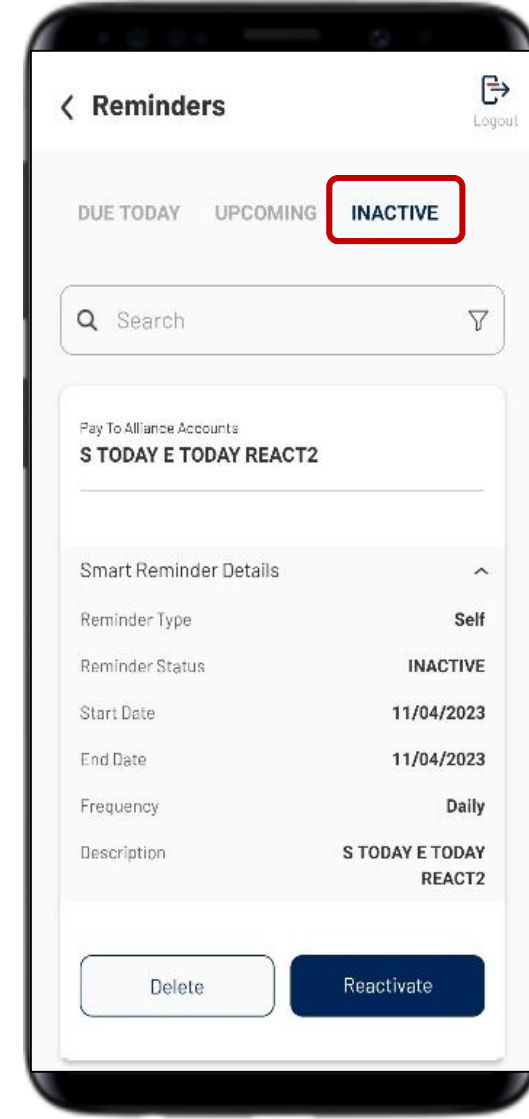 Reminders
Logout
DUE TODAY UPCOMING INACTIVE
Search
Pay To Alliance Accounts
S TODAY E TODAY REACT2
Smart Reminder Details
Reminder Type Self
Reminder Status INACTIVE
Start Date 11/04/2023
End Date 11/04/2023
Frequency Daily
Description S TODAY E TODAY
REACT2
Delete Reactivate